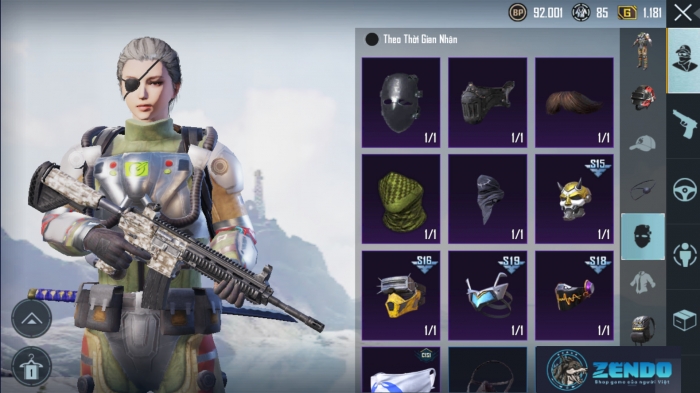 BP 92.001 85 G 1.181
Theo Thời Gian Nhận
1/1 1/1 1/1
S15
1/1 1/1 1/1
S16 S19 S18
1/1 1/1 1/1
C1S1
ZENDO
Shop game của người Việt